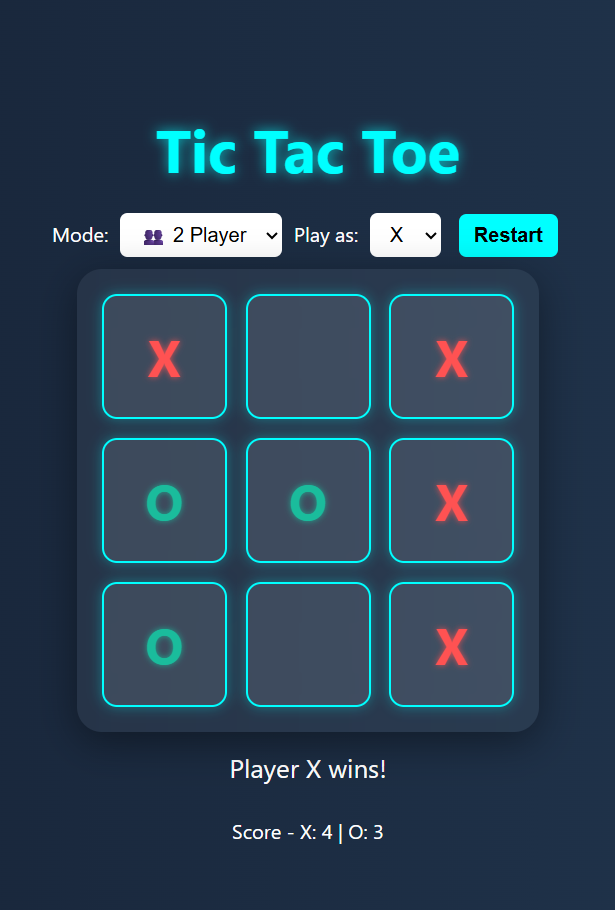 Tic Tac Toe
Mode: 👥 2 Player Play as: X Restart
X X
O O X
O X
Player X wins!
Score - X: 4 | O: 3